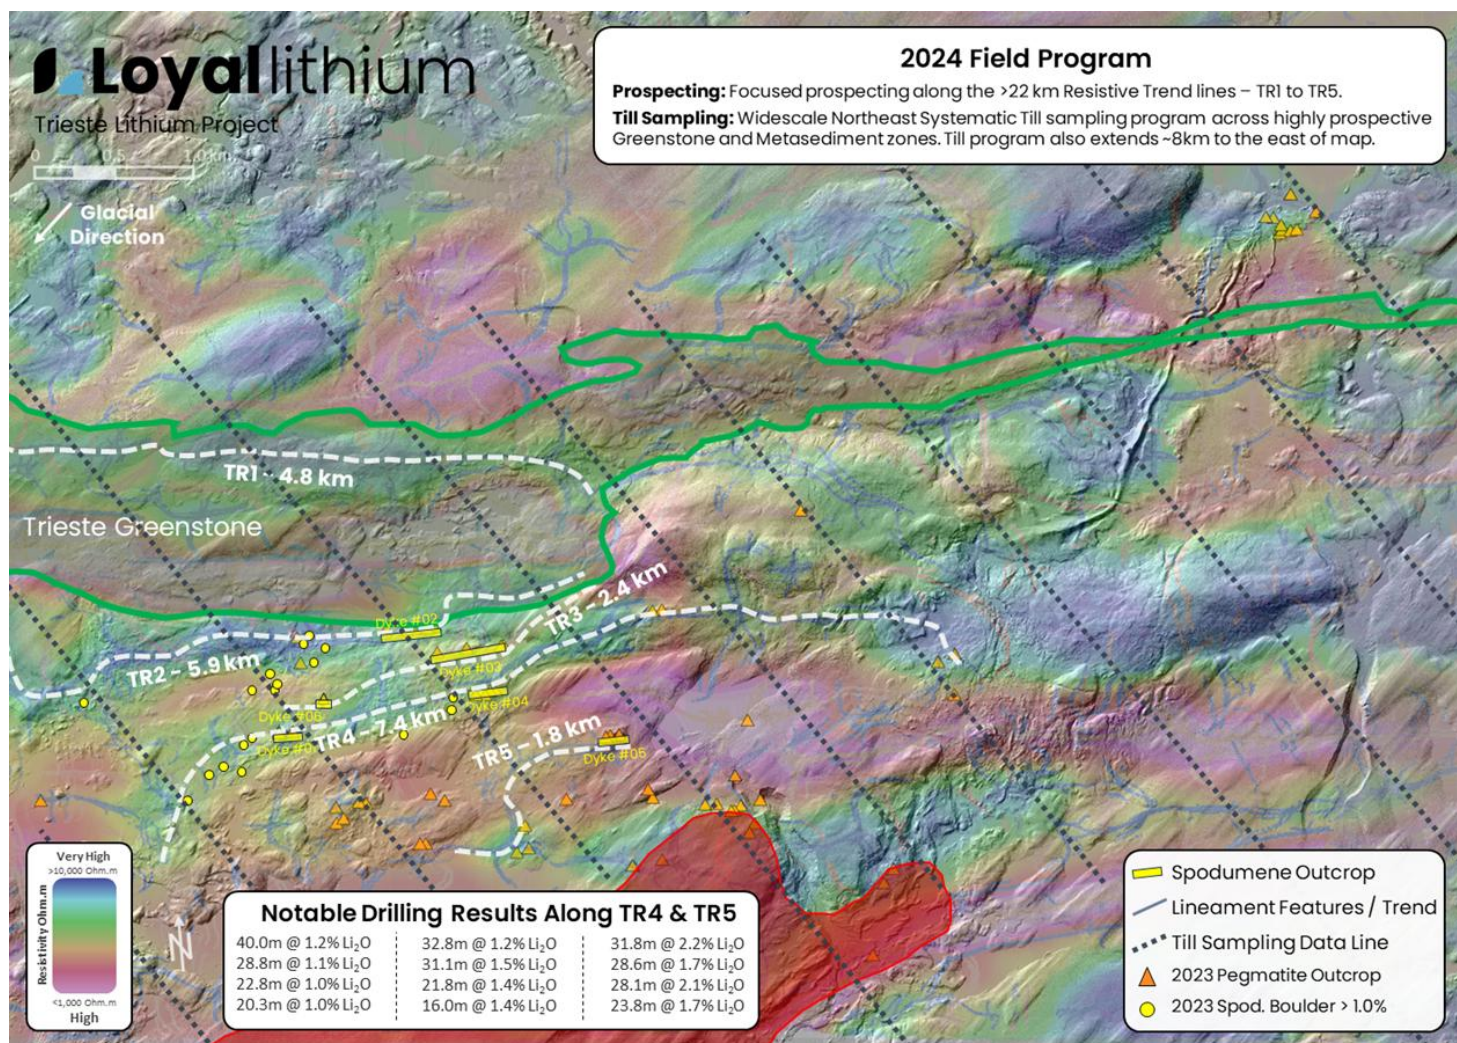 Loyallithium
Trieste Lithium Project
0 0.5 1.0 km
Glacial
Direction
2024 Field Program
Prospecting: Focused prospecting along the >22 km Resistive Trend lines – TR1 to TR5.
Till Sampling: Widescale Northeast Systematic Till sampling program across highly prospective
Greenstone and Metasediment zones. Till program also extends ~8km to the east of map.
TR1 - 4.8 km
Trieste Greenstone
TR3 - 2.4 km
Dyke #02
TR2 - 5.9 km
Dyke #03
Dyke #04
TR4 - 7.4 km
TR5 - 1.8 km
Dyke #05
Very High
>10,000 Ohm.m
Resistivity Ohm.m
<1,000 Ohm.m
High
N
Notable Drilling Results Along TR4 & TR5
40.0m @ 1.2% Li₂O 32.8m @ 1.2% Li₂O 31.8m @ 2.2% Li₂O
28.8m @ 1.1% Li₂O 31.1m @ 1.5% Li₂O 28.6m @ 1.7% Li₂O
22.8m @ 1.0% Li₂O 21.8m @ 1.4% Li₂O 28.1m @ 2.1% Li₂O
20.3m @ 1.0% Li₂O 16.0m @ 1.4% Li₂O 23.8m @ 1.7% Li₂O
Spodumene Outcrop
Lineament Features / Trend
Till Sampling Data Line
2023 Pegmatite Outcrop
2023 Spod. Boulder > 1.0%